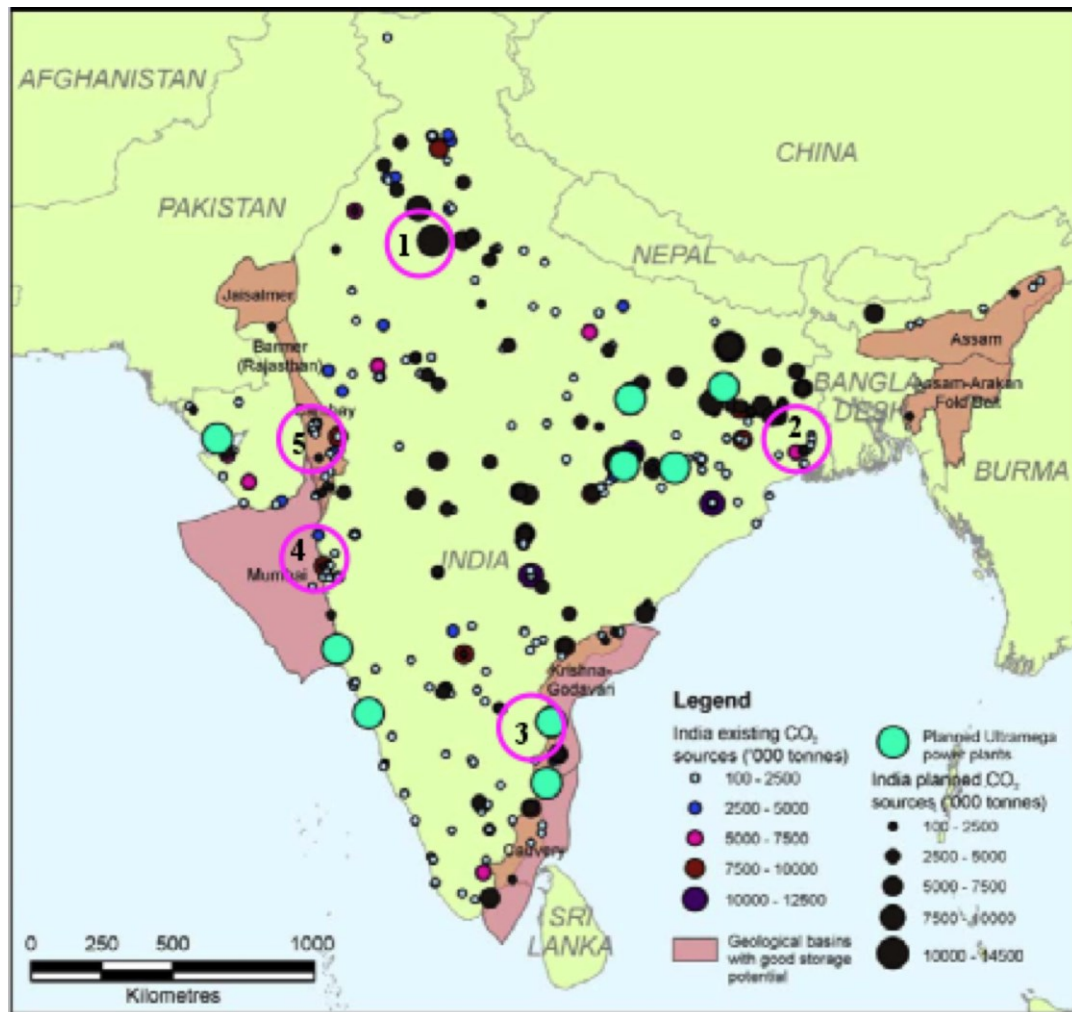 AFGHANISTAN
CHINA
PAKISTAN
1
NEPAL
Jaisalmer
Barmer
(Rajasthan)
Assam
BANGLA
DESH
Assam-Arakan
Fold Belt
2
5
BURMA
4
INDIA
Mumbai
Krishna-
Godavari
3
Cauvery
SRI
LANKA
0 250 500 1000
Kilometres
Legend
India existing CO2
sources ('000 tonnes)
100 - 2500
2500 - 5000
5000 - 7500
7500 - 10000
10000 - 12500
Geological basins
with good storage
potential
Planned Ultramega
power plants
India planned CO2
sources ('000 tonnes)
100 - 2500
2500 - 5000
5000 - 7500
7500 - 10000
10000 - 14500